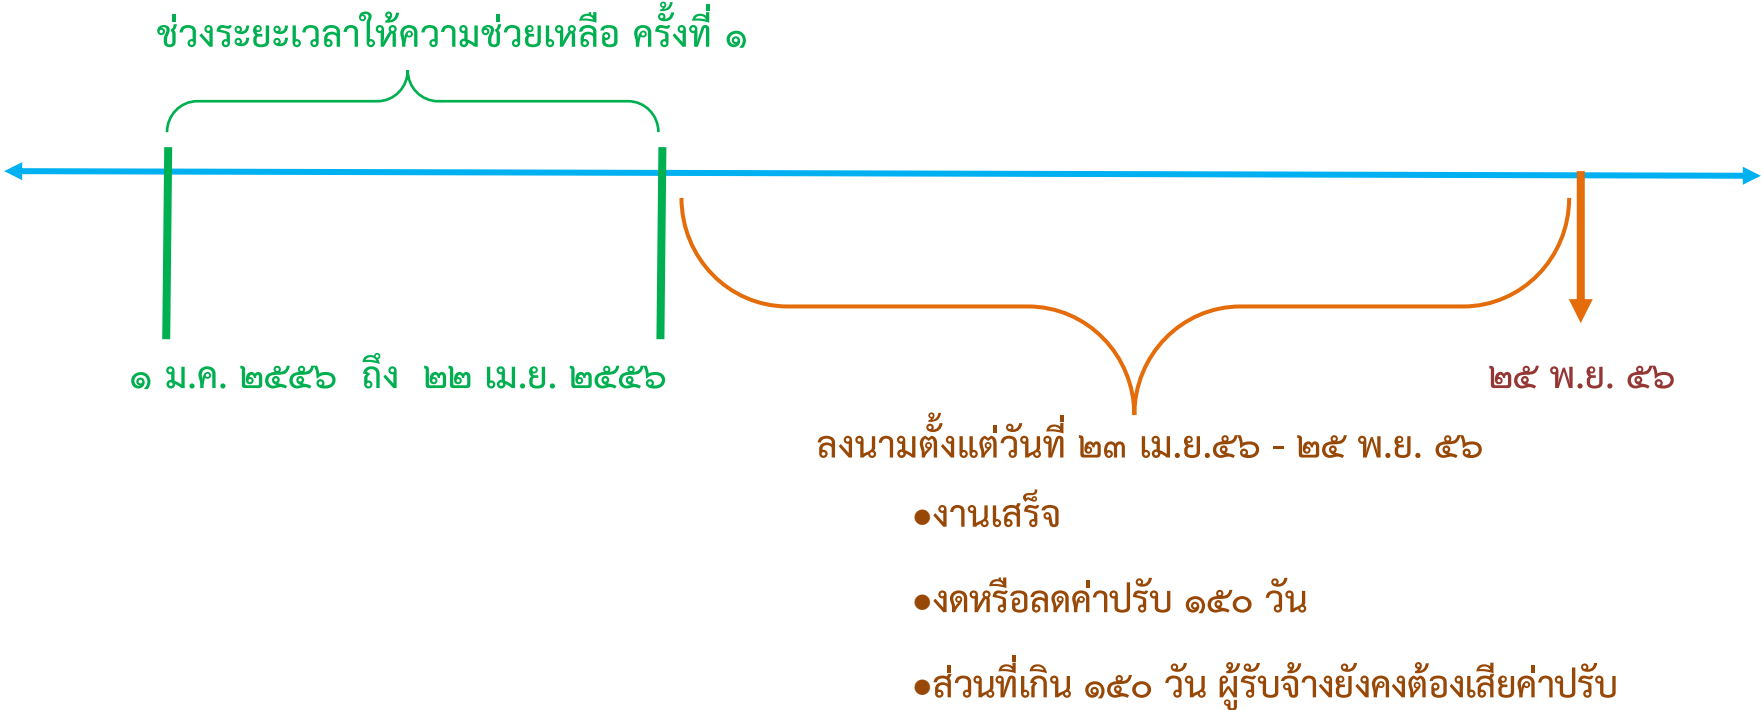 ช่วงระยะเวลาให้ความช่วยเหลือ ครั้งที่ ๑
๑ ม.ค. ๒๕๕๖ ถึง ๒๒ เม.ย. ๒๕๕๖
๒๕ พ.ย. ๕๖
ลงนามตั้งแต่วันที่ ๒๓ เม.ย.๕๖ - ๒๕ พ.ย. ๕๖
●งานเสร็จ
●งดหรือลดค่าปรับ ๑๕๐ วัน
●ส่วนที่เกิน ๑๕๐ วัน ผู้รับจ้างยังคงต้องเสียค่าปรับ